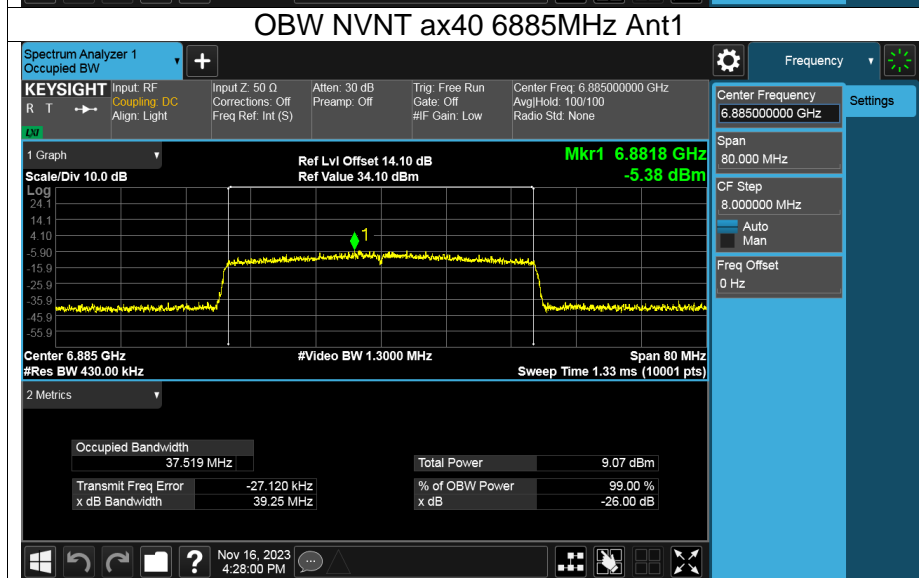 OBW NVNT ax40 6885MHz Ant1
Spectrum Analyzer 1
Occupied BW
+
Frequency
KEYSIGHT
R T
LXI
Input: RF
Coupling: DC
Align: Light
Input Z: 50 Ω
Corrections: Off
Freq Ref: Int (S)
Atten: 30 dB
Preamp: Off
Trig: Free Run
Gate: Off
#IF Gain: Low
Center Freq: 6.885000000 GHz
Avg|Hold: 100/100
Radio Std: None
Center Frequency
6.885000000 GHz
Settings
Span
80.000 MHz
CF Step
8.000000 MHz
Auto
Man
Freq Offset
0 Hz
1 Graph
Scale/Div 10.0 dB
Ref Lvl Offset 14.10 dB
Ref Value 34.10 dBm
Mkr1 6.8818 GHz
-5.38 dBm
Log
24.1
14.1
4.10
-5.90
-15.9
-25.9
-35.9
-45.9
-55.9
1
Center 6.885 GHz
#Video BW 1.3000 MHz
Span 80 MHz
#Res BW 430.00 kHz
Sweep Time 1.33 ms (10001 pts)
2 Metrics
Occupied Bandwidth
37.519 MHz
Total Power 9.07 dBm
Transmit Freq Error -27.120 kHz
% of OBW Power 99.00 %
x dB Bandwidth 39.25 MHz
x dB -26.00 dB
?
Nov 16, 2023
4:28:00 PM